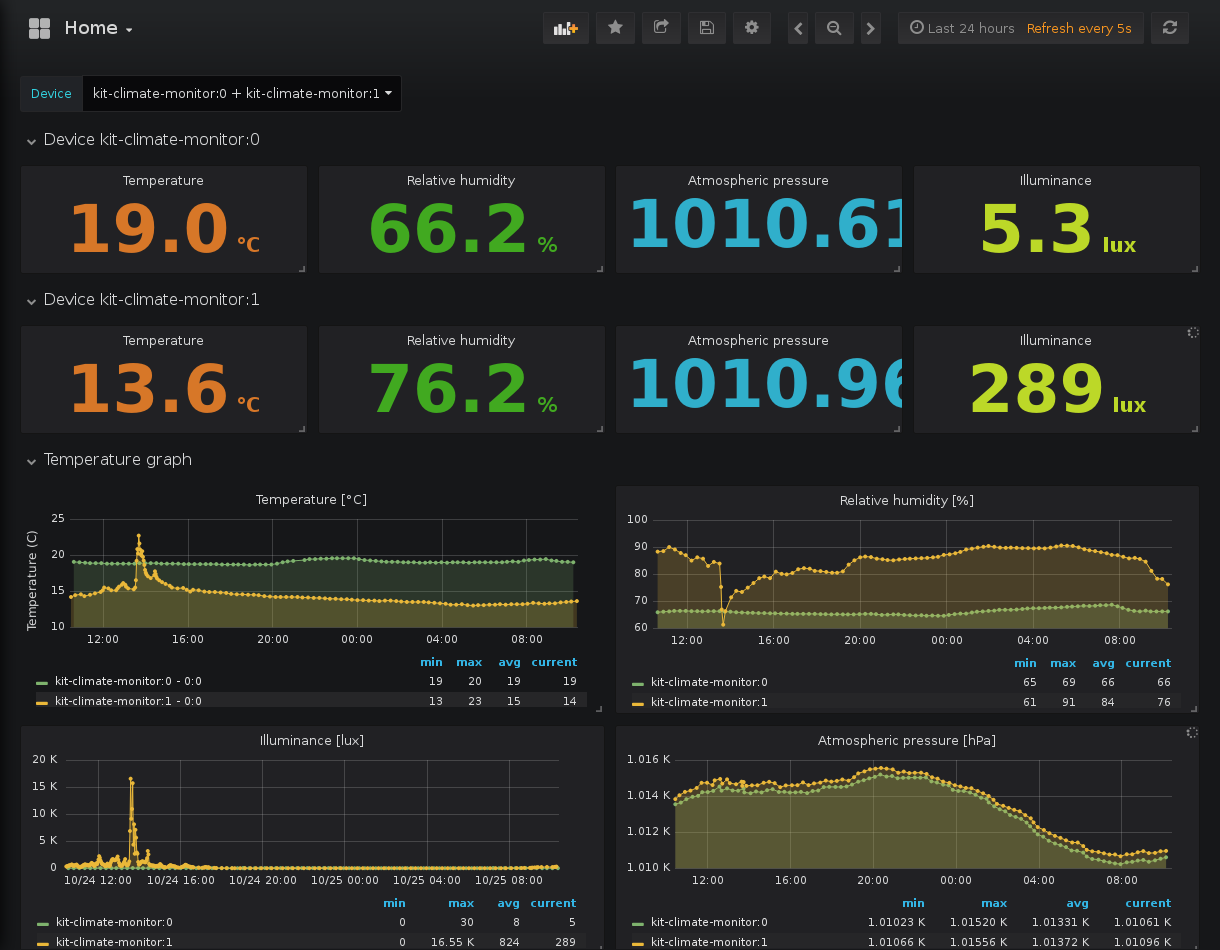 Home
Last 24 hours Refresh every 5s
Device kit-climate-monitor:0 + kit-climate-monitor:1
Device kit-climate-monitor:0
Temperature Relative humidity Atmospheric pressure Illuminance
19.0 °C 66.2 % 1010.61 5.3 lux
Device kit-climate-monitor:1
Temperature Relative humidity Atmospheric pressure Illuminance
13.6 °C 76.2 % 1010.96 289 lux
Temperature graph
Temperature [°C]
Temperature (C)
25
20
15
10
12:00 16:00 20:00 00:00 04:00 08:00
min max avg current
kit-climate-monitor:0 - 0:0 19 20 19 19
kit-climate-monitor:1 - 0:0 13 23 15 14
Relative humidity [%]
100
90
80
70
60
12:00 16:00 20:00 00:00 04:00 08:00
min max avg current
kit-climate-monitor:0 65 69 66 66
kit-climate-monitor:1 61 91 84 76
Illuminance [lux]
20 K
15 K
10 K
5 K
0
10/24 12:00 10/24 16:00 10/24 20:00 10/25 00:00 10/25 04:00 10/25 08:00
min max avg current
kit-climate-monitor:0 0 30 8 5
kit-climate-monitor:1 0 16.55 K 824 289
Atmospheric pressure [hPa]
1.016 K
1.014 K
1.012 K
1.010 K
12:00 16:00 20:00 00:00 04:00 08:00
min max avg current
kit-climate-monitor:0 1.01023 K 1.01520 K 1.01331 K 1.01061 K
kit-climate-monitor:1 1.01066 K 1.01556 K 1.01372 K 1.01096 K